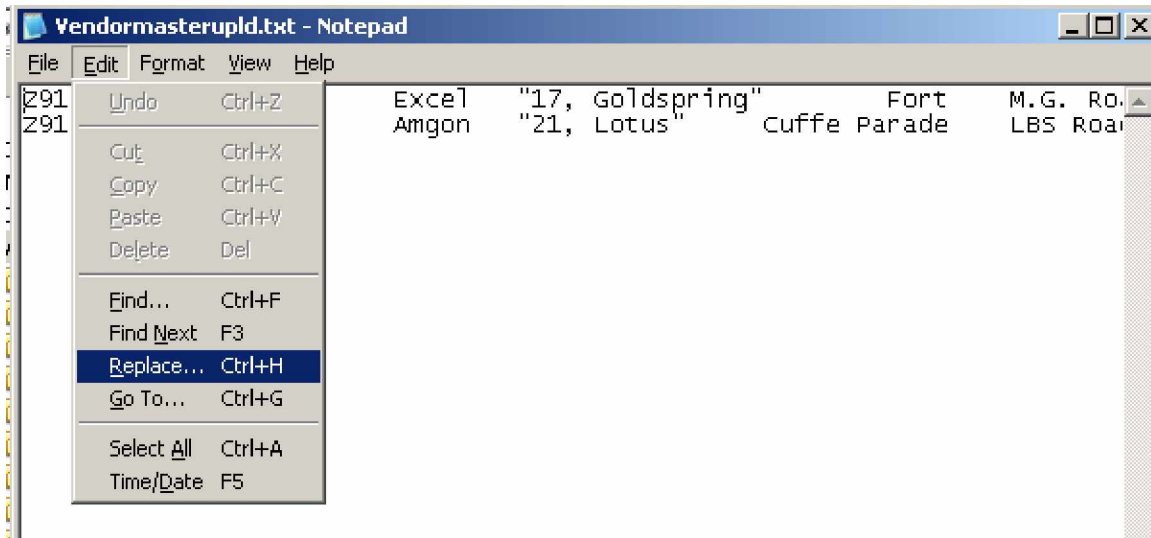 Vendormasterupld.txt - Notepad
File Edit Format View Help
Z91 Excel "17, Goldspring" Fort M.G. Ro
Z91 Amgon "21, Lotus" Cuffe Parade LBS Roa
Undo Ctrl+Z
Cut Ctrl+X
Copy Ctrl+C
Paste Ctrl+V
Delete Del
Find... Ctrl+F
Find Next F3
Replace... Ctrl+H
Go To... Ctrl+G
Select All Ctrl+A
Time/Date F5